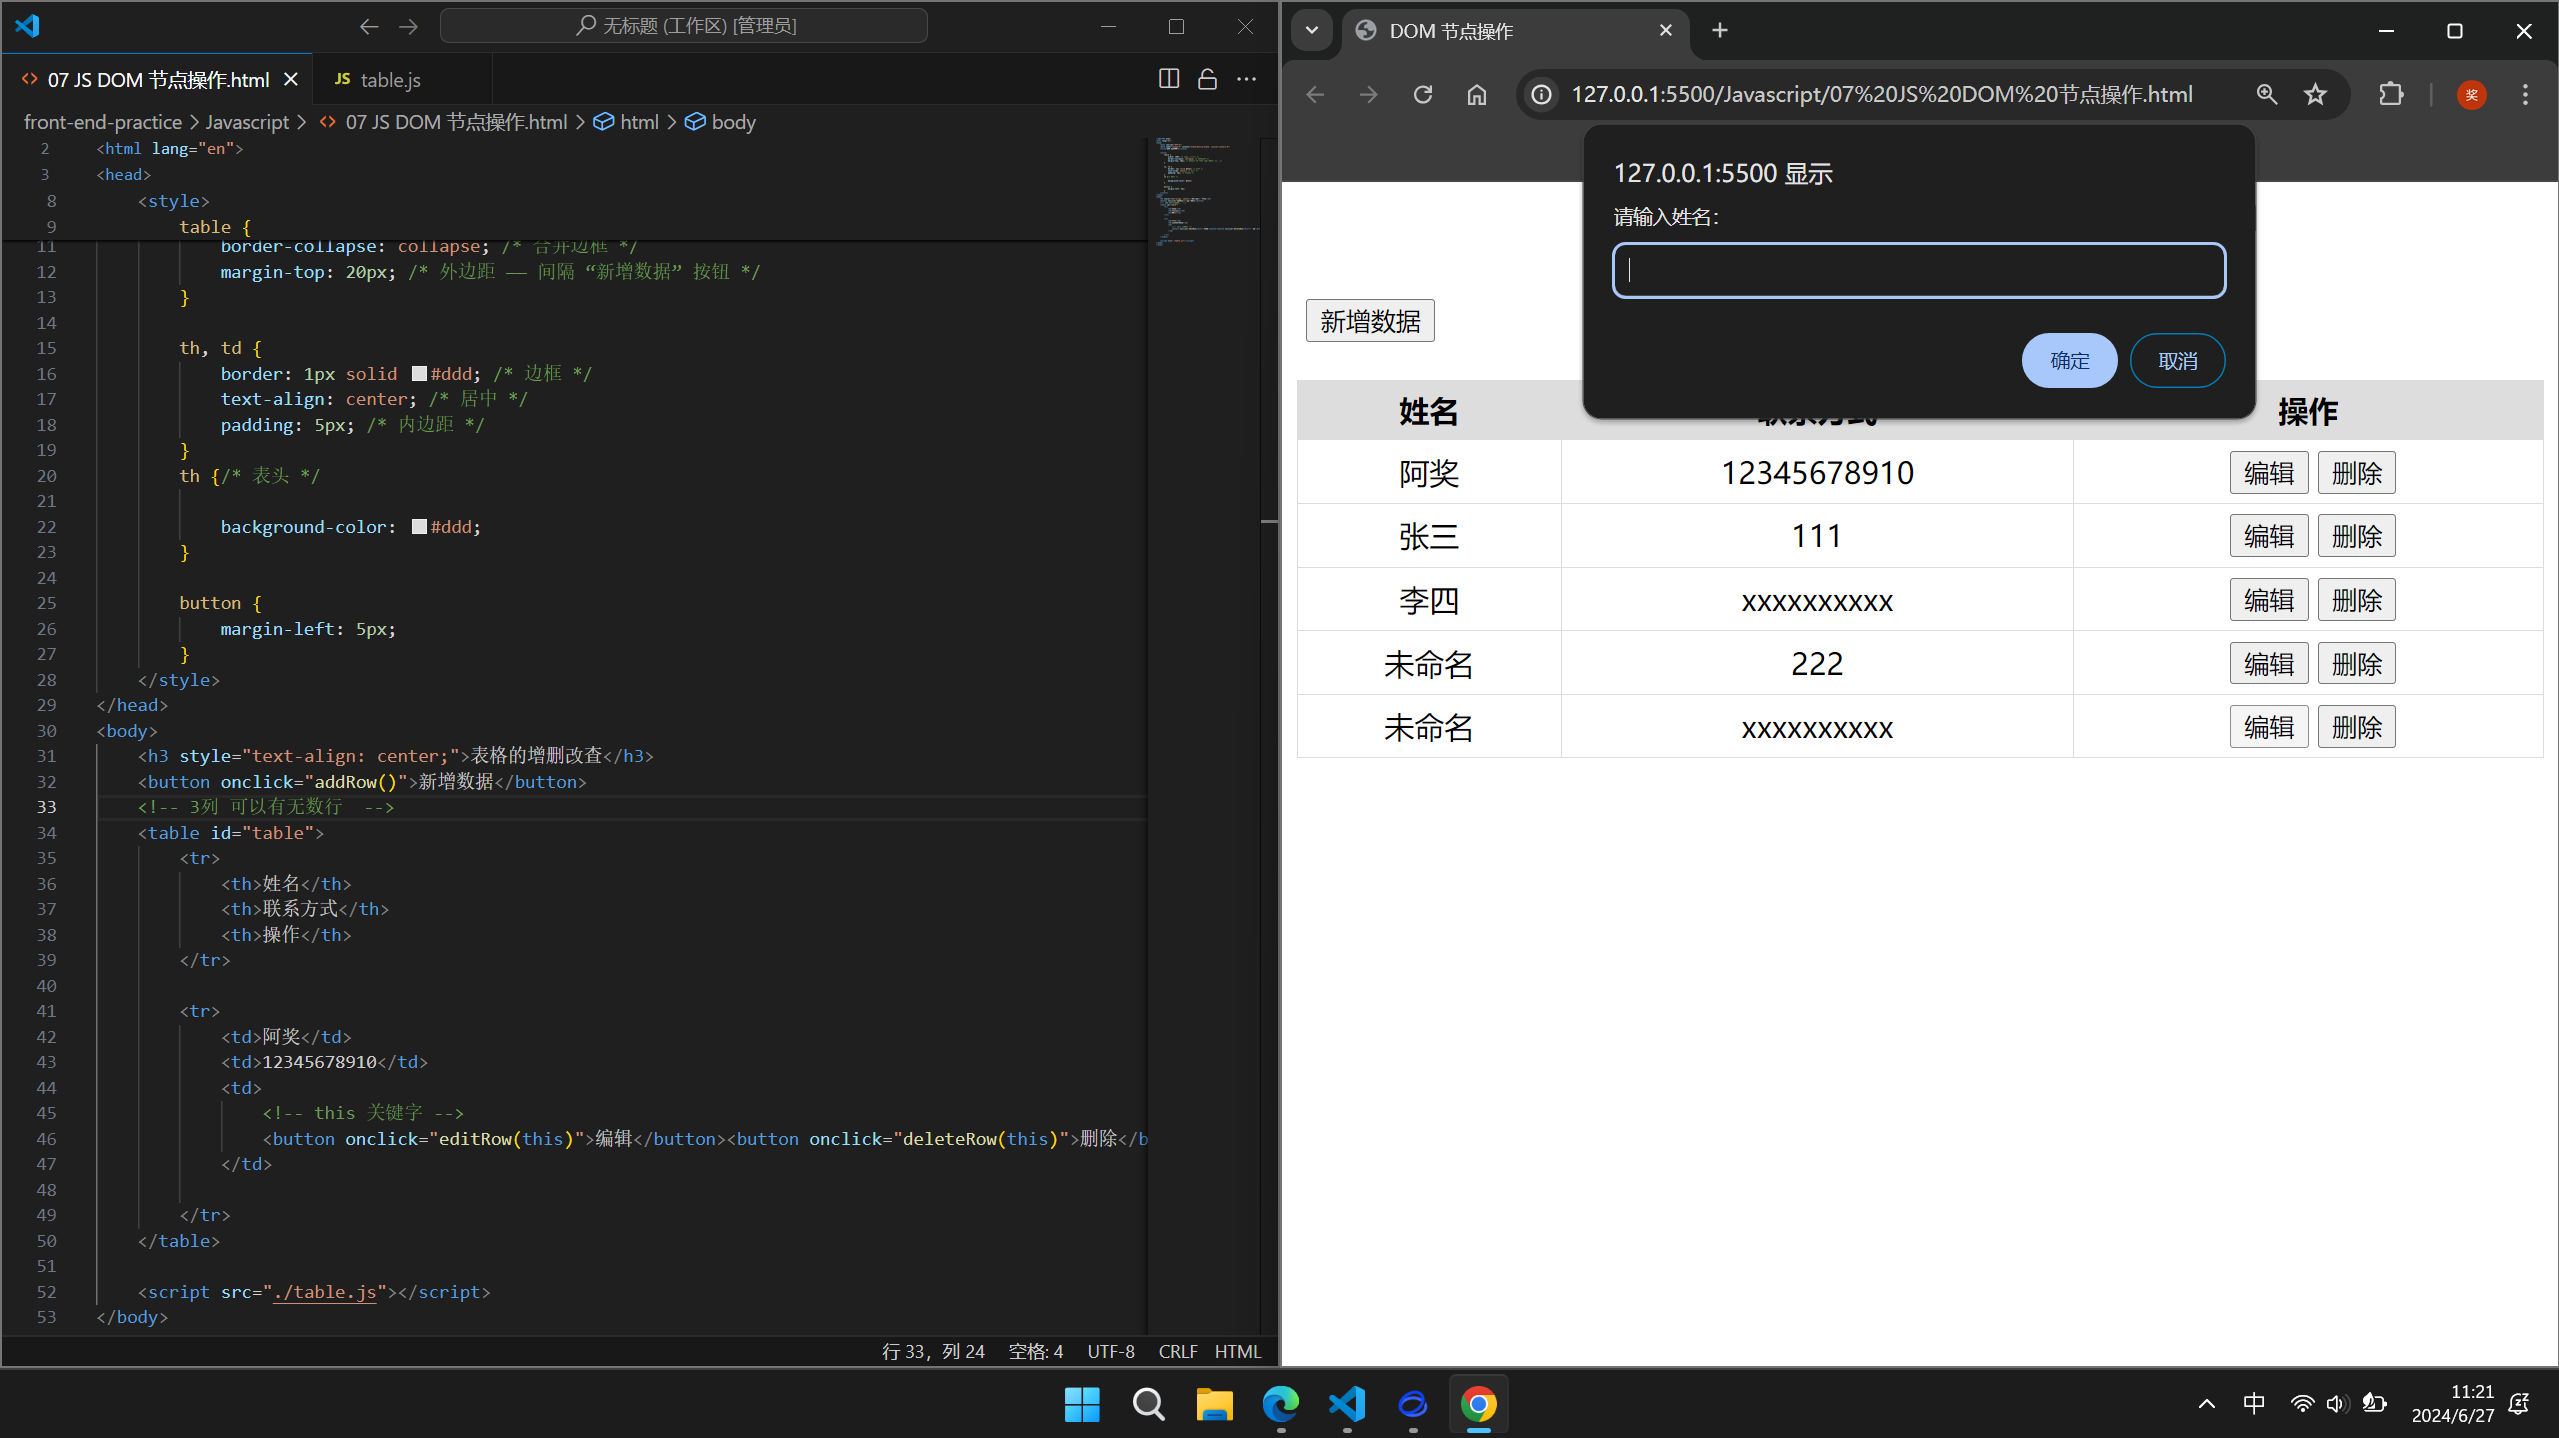 无标题 (工作区) [管理员]
07 JS DOM 节点操作.html
JS table.js
front-end-practice > Javascript > 07 JS DOM 节点操作.html > html > body
2 <html lang="en">
3 <head>
8 <style>
9 table {
11 border-collapse: collapse; /* 合并边框 */
12 margin-top: 20px; /* 外边距 —— 间隔 “新增数据” 按钮 */
13 }
14
15 th, td {
16 border: 1px solid #ddd; /* 边框 */
17 text-align: center; /* 居中 */
18 padding: 5px; /* 内边距 */
19 }
20 th {/* 表头 */
21
22 background-color: #ddd;
23 }
24
25 button {
26 margin-left: 5px;
27 }
28 </style>
29 </head>
30 <body>
31 <h3 style="text-align: center;">表格的增删改查</h3>
32 <button onclick="addRow()">新增数据</button>
33 <!-- 3列 可以有无数行  -->
34 <table id="table">
35 <tr>
36 <th>姓名</th>
37 <th>联系方式</th>
38 <th>操作</th>
39 </tr>
40
41 <tr>
42 <td>阿奖</td>
43 <td>12345678910</td>
44 <td>
45 <!-- this 关键字 -->
46 <button onclick="editRow(this)">编辑</button><button onclick="deleteRow(this)">删除</b
47 </td>
48
49 </tr>
50 </table>
51
52 <script src="./table.js"></script>
53 </body>
行 33，列 24 空格: 4 UTF-8 CRLF HTML
DOM 节点操作
127.0.0.1:5500/Javascript/07%20JS%20DOM%20节点操作.html
奖
127.0.0.1:5500 显示
请输入姓名：
确定 取消
新增数据
姓名 联系方式 操作
阿奖 12345678910 编辑 删除
张三 111 编辑 删除
李四 xxxxxxxxxx 编辑 删除
未命名 222 编辑 删除
未命名 xxxxxxxxxx 编辑 删除
中
11:21
2024/6/27